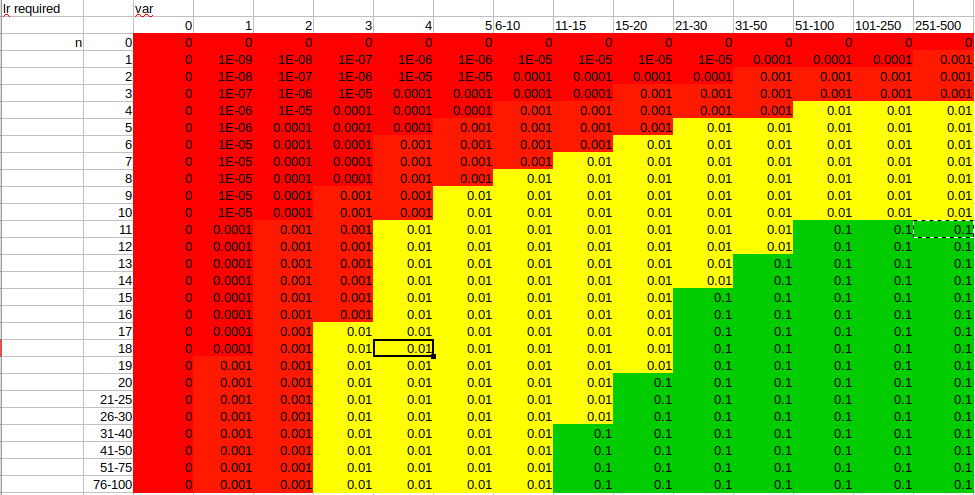 lr required var
0 1 2 3 4 5 6-10 11-15 15-20 21-30 31-50 51-100 101-250 251-500
n 0 0 0 0 0 0 0 0 0 0 0 0 0 0 0
1 0 1E-09 1E-08 1E-07 1E-06 1E-06 1E-05 1E-05 1E-05 1E-05 0.0001 0.0001 0.0001 0.001
2 0 1E-08 1E-07 1E-06 1E-05 1E-05 0.0001 0.0001 0.0001 0.0001 0.001 0.001 0.001 0.001
3 0 1E-07 1E-06 1E-05 0.0001 0.0001 0.0001 0.0001 0.001 0.001 0.001 0.001 0.001 0.001
4 0 1E-06 1E-05 0.0001 0.0001 0.0001 0.001 0.001 0.001 0.001 0.001 0.01 0.01 0.01
5 0 1E-06 0.0001 0.0001 0.0001 0.001 0.001 0.001 0.001 0.01 0.01 0.01 0.01 0.01
6 0 1E-05 0.0001 0.0001 0.001 0.001 0.001 0.001 0.01 0.01 0.01 0.01 0.01 0.01
7 0 1E-05 0.0001 0.0001 0.001 0.001 0.001 0.01 0.01 0.01 0.01 0.01 0.01 0.01
8 0 1E-05 0.0001 0.0001 0.001 0.001 0.01 0.01 0.01 0.01 0.01 0.01 0.01 0.01
9 0 1E-05 0.0001 0.001 0.001 0.01 0.01 0.01 0.01 0.01 0.01 0.01 0.01 0.01
10 0 1E-05 0.0001 0.001 0.001 0.01 0.01 0.01 0.01 0.01 0.01 0.01 0.01 0.01
11 0 0.0001 0.001 0.001 0.01 0.01 0.01 0.01 0.01 0.01 0.01 0.1 0.1 0.1
12 0 0.0001 0.001 0.001 0.01 0.01 0.01 0.01 0.01 0.01 0.01 0.1 0.1 0.1
13 0 0.0001 0.001 0.001 0.01 0.01 0.01 0.01 0.01 0.01 0.1 0.1 0.1 0.1
14 0 0.0001 0.001 0.001 0.01 0.01 0.01 0.01 0.01 0.01 0.1 0.1 0.1 0.1
15 0 0.0001 0.001 0.001 0.01 0.01 0.01 0.01 0.01 0.1 0.1 0.1 0.1 0.1
16 0 0.0001 0.001 0.001 0.01 0.01 0.01 0.01 0.01 0.1 0.1 0.1 0.1 0.1
17 0 0.0001 0.001 0.01 0.01 0.01 0.01 0.01 0.01 0.1 0.1 0.1 0.1 0.1
18 0 0.0001 0.001 0.01 0.01 0.01 0.01 0.01 0.01 0.1 0.1 0.1 0.1 0.1
19 0 0.001 0.001 0.01 0.01 0.01 0.01 0.01 0.01 0.1 0.1 0.1 0.1 0.1
20 0 0.001 0.001 0.01 0.01 0.01 0.01 0.01 0.1 0.1 0.1 0.1 0.1 0.1
21-25 0 0.001 0.001 0.01 0.01 0.01 0.01 0.01 0.1 0.1 0.1 0.1 0.1 0.1
26-30 0 0.001 0.001 0.01 0.01 0.01 0.01 0.01 0.1 0.1 0.1 0.1 0.1 0.1
31-40 0 0.001 0.001 0.01 0.01 0.01 0.01 0.1 0.1 0.1 0.1 0.1 0.1 0.1
41-50 0 0.001 0.001 0.01 0.01 0.01 0.01 0.1 0.1 0.1 0.1 0.1 0.1 0.1
51-75 0 0.001 0.001 0.01 0.01 0.01 0.01 0.1 0.1 0.1 0.1 0.1 0.1 0.1
76-100 0 0.001 0.001 0.01 0.01 0.01 0.01 0.1 0.1 0.1 0.1 0.1 0.1 0.1